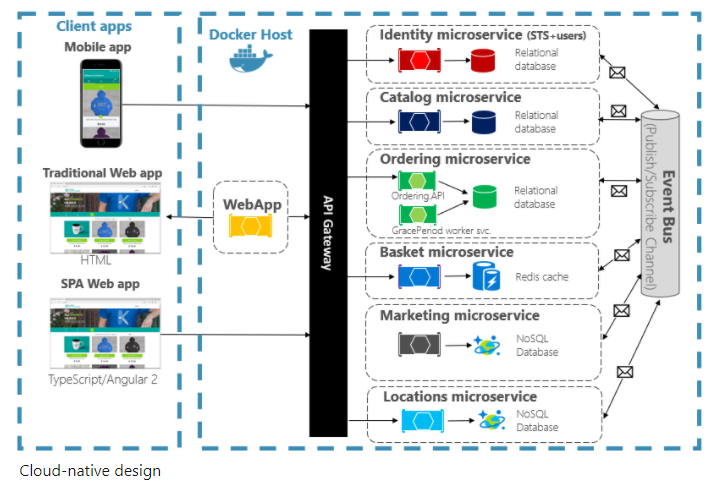 Client apps
Mobile app
Traditional Web app
HTML
SPA Web app
TypeScript/Angular 2
Docker Host
WebApp
API Gateway
Identity microservice (STS+users)
Relational
database
Catalog microservice
Relational
database
Ordering microservice
Ordering API
Relational
database
GracePeriod worker svc.
Basket microservice
Redis cache
Marketing microservice
NoSQL
Database
Locations microservice
NoSQL
Database
Event Bus
(Publish/Subscribe Channel)
Cloud-native design